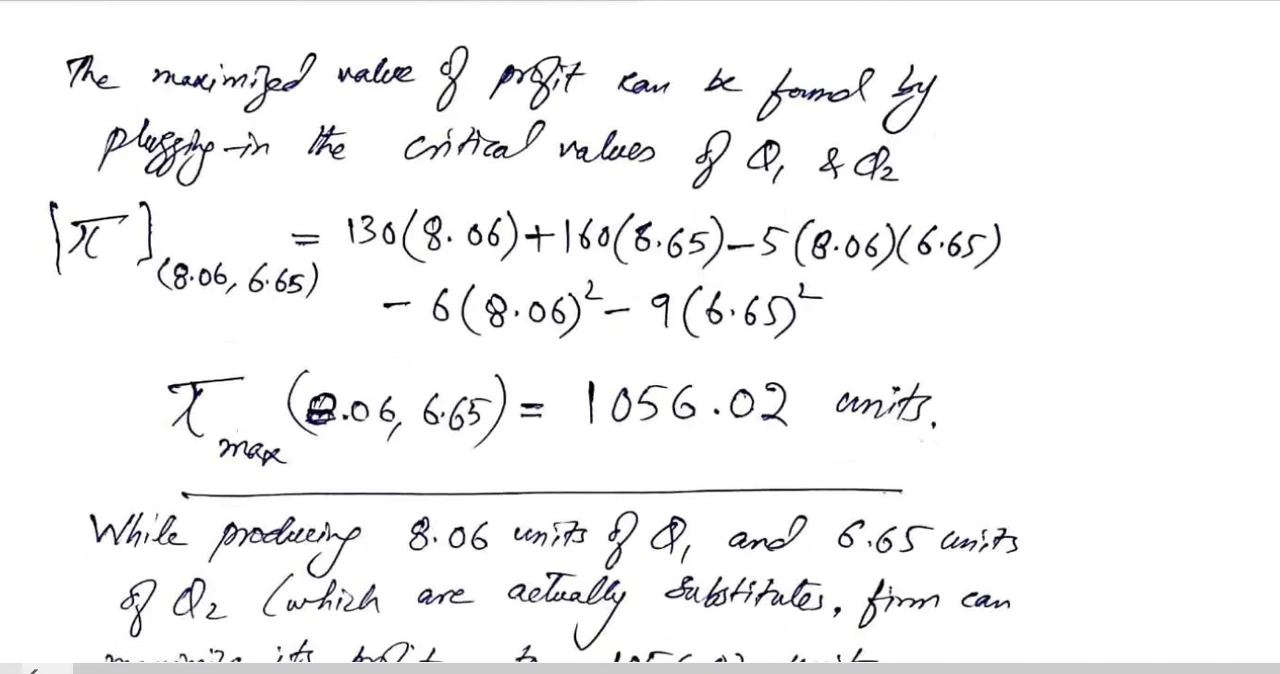 The maximized value of profit can be found by
plugging-in the critical values of Q₁ & Q₂
[π](8.06, 6.65) = 130(8.06)+160(6.65)-5(8.06)(6.65)
- 6(8.06)² - 9(6.65)²
π max (8.06, 6.65) = 1056.02 units.
While producing 8.06 units of Q₁ and 6.65 units
of Q₂ (which are actually substitutes, firm can